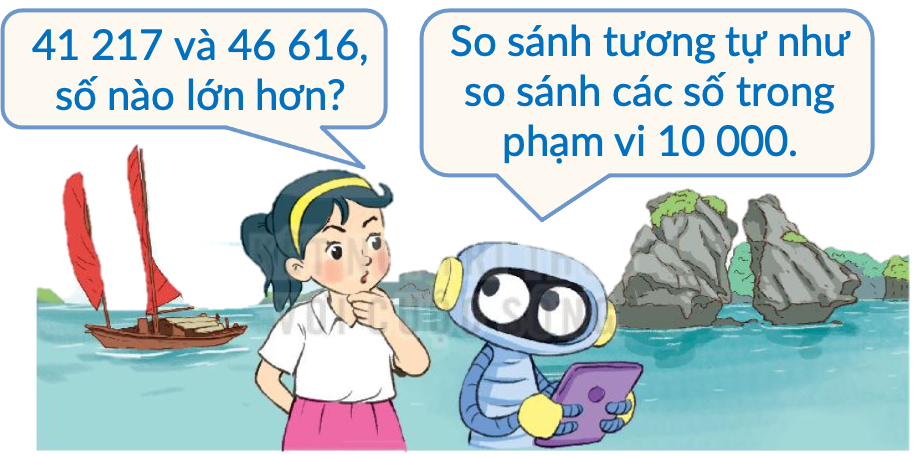 41 217 và 46 616,
số nào lớn hơn?
So sánh tương tự như
so sánh các số trong
phạm vi 10 000.